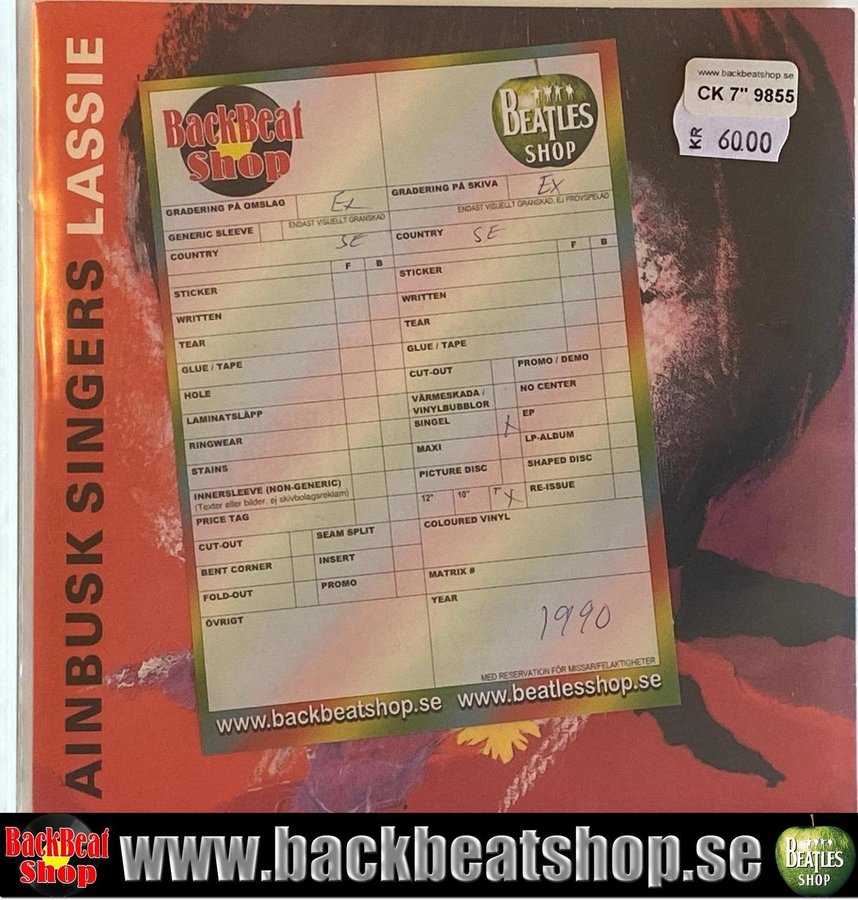 AINBUSK SINGERS LASSIE
www.backbeatshop.se
CK 7" 9855
KR 60.00
BackBeat
Shop
BEATLES
SHOP
GRADERING PÅ OMSLAG Ex
ENDAST VISUELLT GRANSKAD
GENERIC SLEEVE
COUNTRY SE
F B
STICKER
WRITTEN
TEAR
GLUE / TAPE
HOLE
LAMINATSLÄPP
RINGWEAR
STAINS
INNERSLEEVE (NON-GENERIC)
(Texter eller bilder, ej skivbolagsreklam)
PRICE TAG
CUT-OUT SEAM SPLIT
BENT CORNER INSERT
FOLD-OUT PROMO
ÖVRIGT
GRADERING PÅ SKIVA Ex
ENDAST VISUELLT GRANSKAD, EJ PROVSPELAD
COUNTRY SE
F B
STICKER
WRITTEN
TEAR
GLUE / TAPE
CUT-OUT PROMO / DEMO
VÄRMESKADA /
VINYLBUBBLOR NO CENTER
SINGEL X EP
MAXI LP-ALBUM
PICTURE DISC SHAPED DISC
12" 10" 7" X RE-ISSUE
COLOURED VINYL
MATRIX #
YEAR
1990
MED RESERVATION FÖR MISSAR/FELAKTIGHETER
www.backbeatshop.se www.beatlesshop.se
BackBeat
Shop
www.backbeatshop.se
BEATLES
SHOP